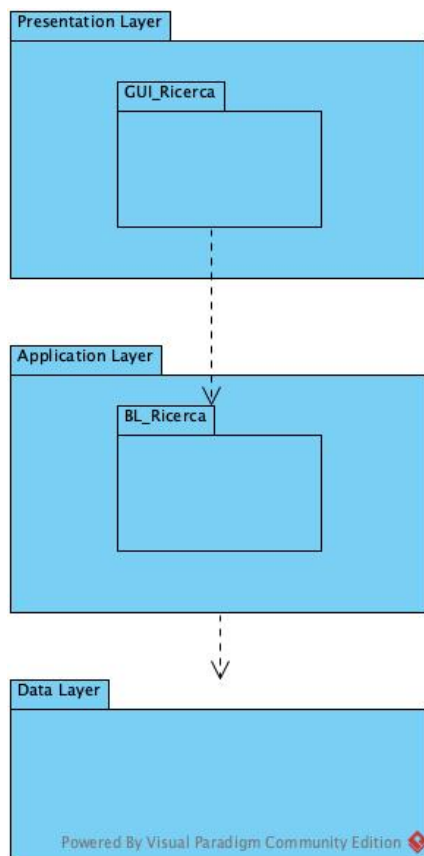 Presentation Layer
GUI_Ricerca
Application Layer
BL_Ricerca
Data Layer
Powered By Visual Paradigm Community Edition